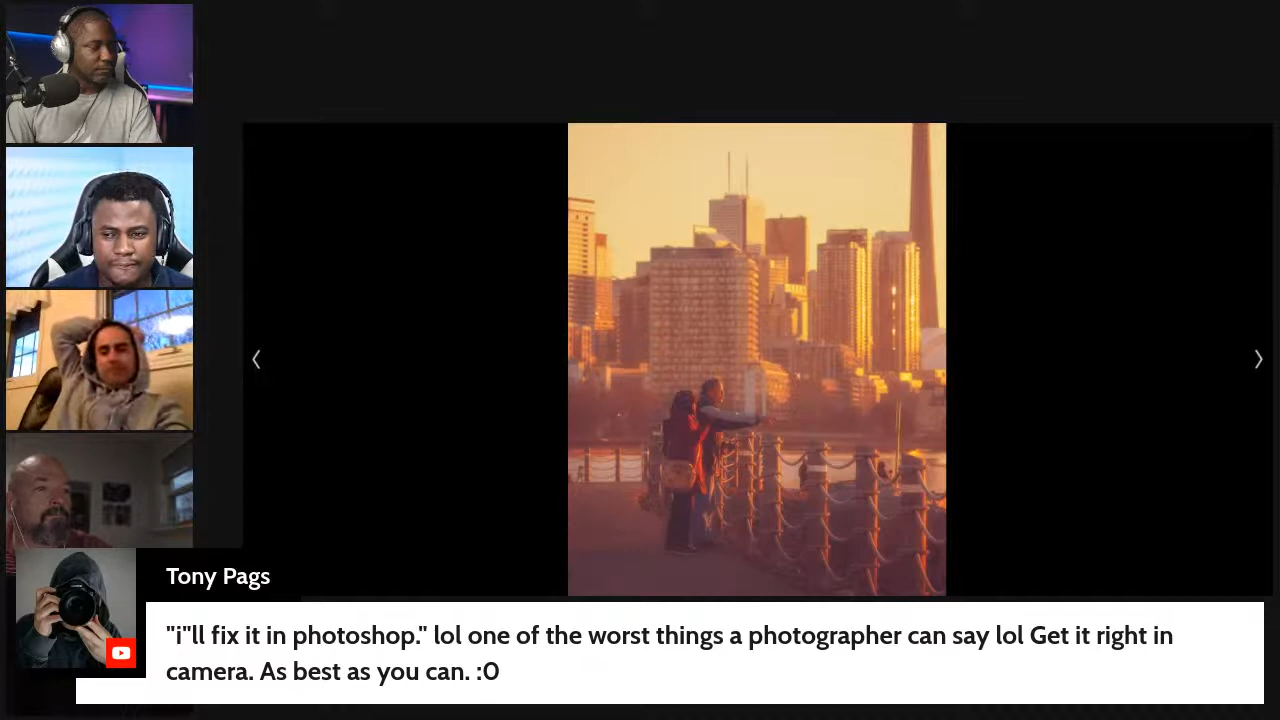 Tony Pags
"i"ll fix it in photoshop." lol one of the worst things a photographer can say lol Get it right in
camera. As best as you can. :0